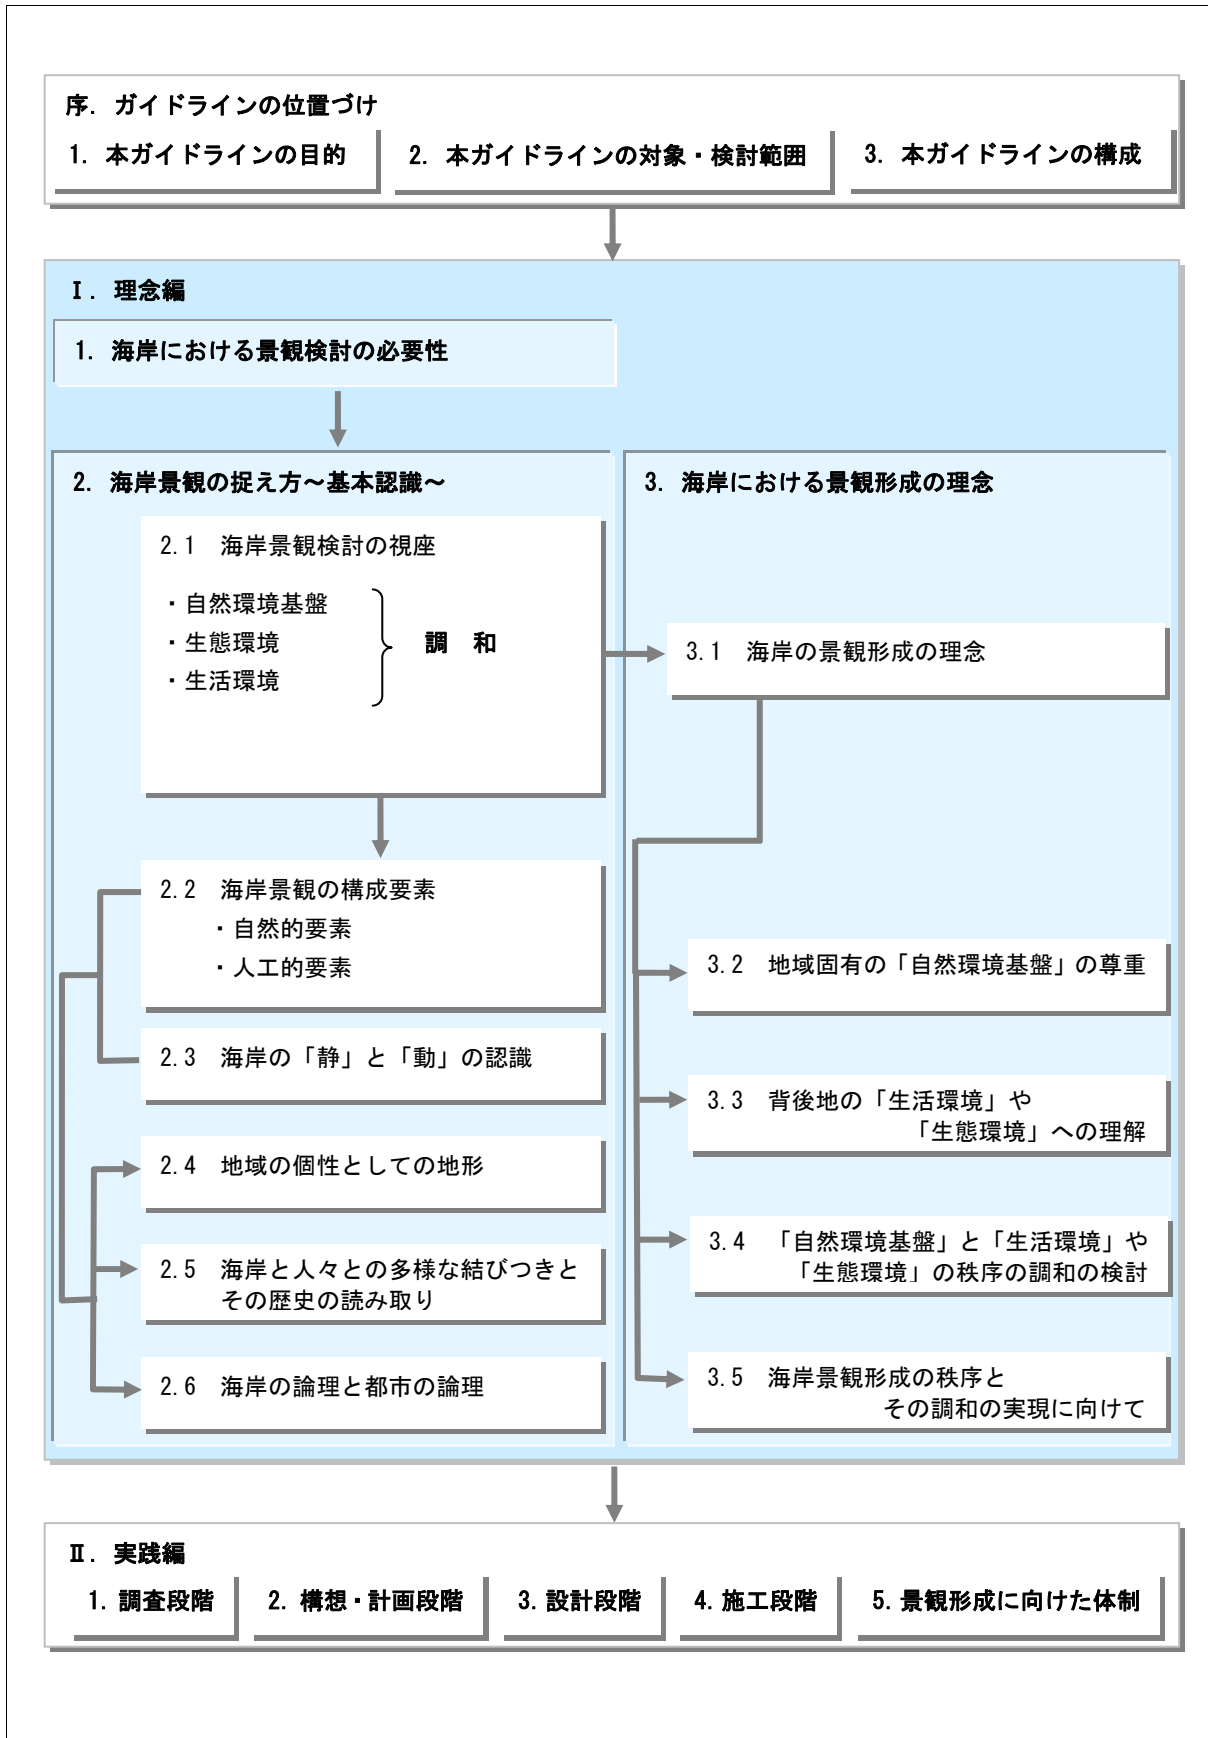 序．ガイドラインの位置づけ
1．本ガイドラインの目的
2．本ガイドラインの対象・検討範囲
3．本ガイドラインの構成
Ⅰ．理念編
1．海岸における景観検討の必要性
2．海岸景観の捉え方～基本認識～
2.1　海岸景観検討の視座
・自然環境基盤
・生態環境
・生活環境
調　和
2.2　海岸景観の構成要素
・自然的要素
・人工的要素
2.3　海岸の「静」と「動」の認識
2.4　地域の個性としての地形
2.5　海岸と人々との多様な結びつきと
その歴史の読み取り
2.6　海岸の論理と都市の論理
3．海岸における景観形成の理念
3.1　海岸の景観形成の理念
3.2　地域固有の「自然環境基盤」の尊重
3.3　背後地の「生活環境」や
「生態環境」への理解
3.4　「自然環境基盤」と「生活環境」や
「生態環境」の秩序の調和の検討
3.5　海岸景観形成の秩序と
その調和の実現に向けて
Ⅱ．実践編
1．調査段階
2．構想・計画段階
3．設計段階
4．施工段階
5．景観形成に向けた体制